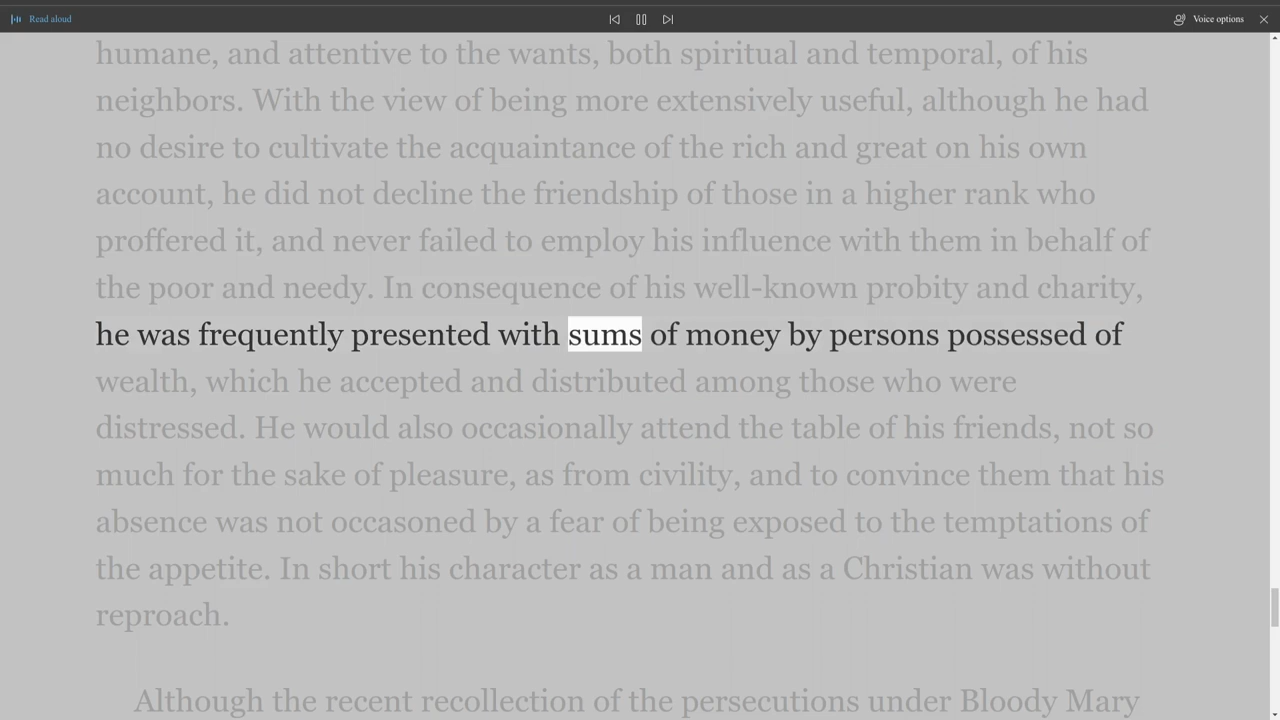 Read aloud
Voice options
humane, and attentive to the wants, both spiritual and temporal, of his
neighbors. With the view of being more extensively useful, although he had
no desire to cultivate the acquaintance of the rich and great on his own
account, he did not decline the friendship of those in a higher rank who
proffered it, and never failed to employ his influence with them in behalf of
the poor and needy. In consequence of his well-known probity and charity,
he was frequently presented with sums of money by persons possessed of
wealth, which he accepted and distributed among those who were
distressed. He would also occasionally attend the table of his friends, not so
much for the sake of pleasure, as from civility, and to convince them that his
absence was not occasoned by a fear of being exposed to the temptations of
the appetite. In short his character as a man and as a Christian was without
reproach.
Although the recent recollection of the persecutions under Bloody Mary